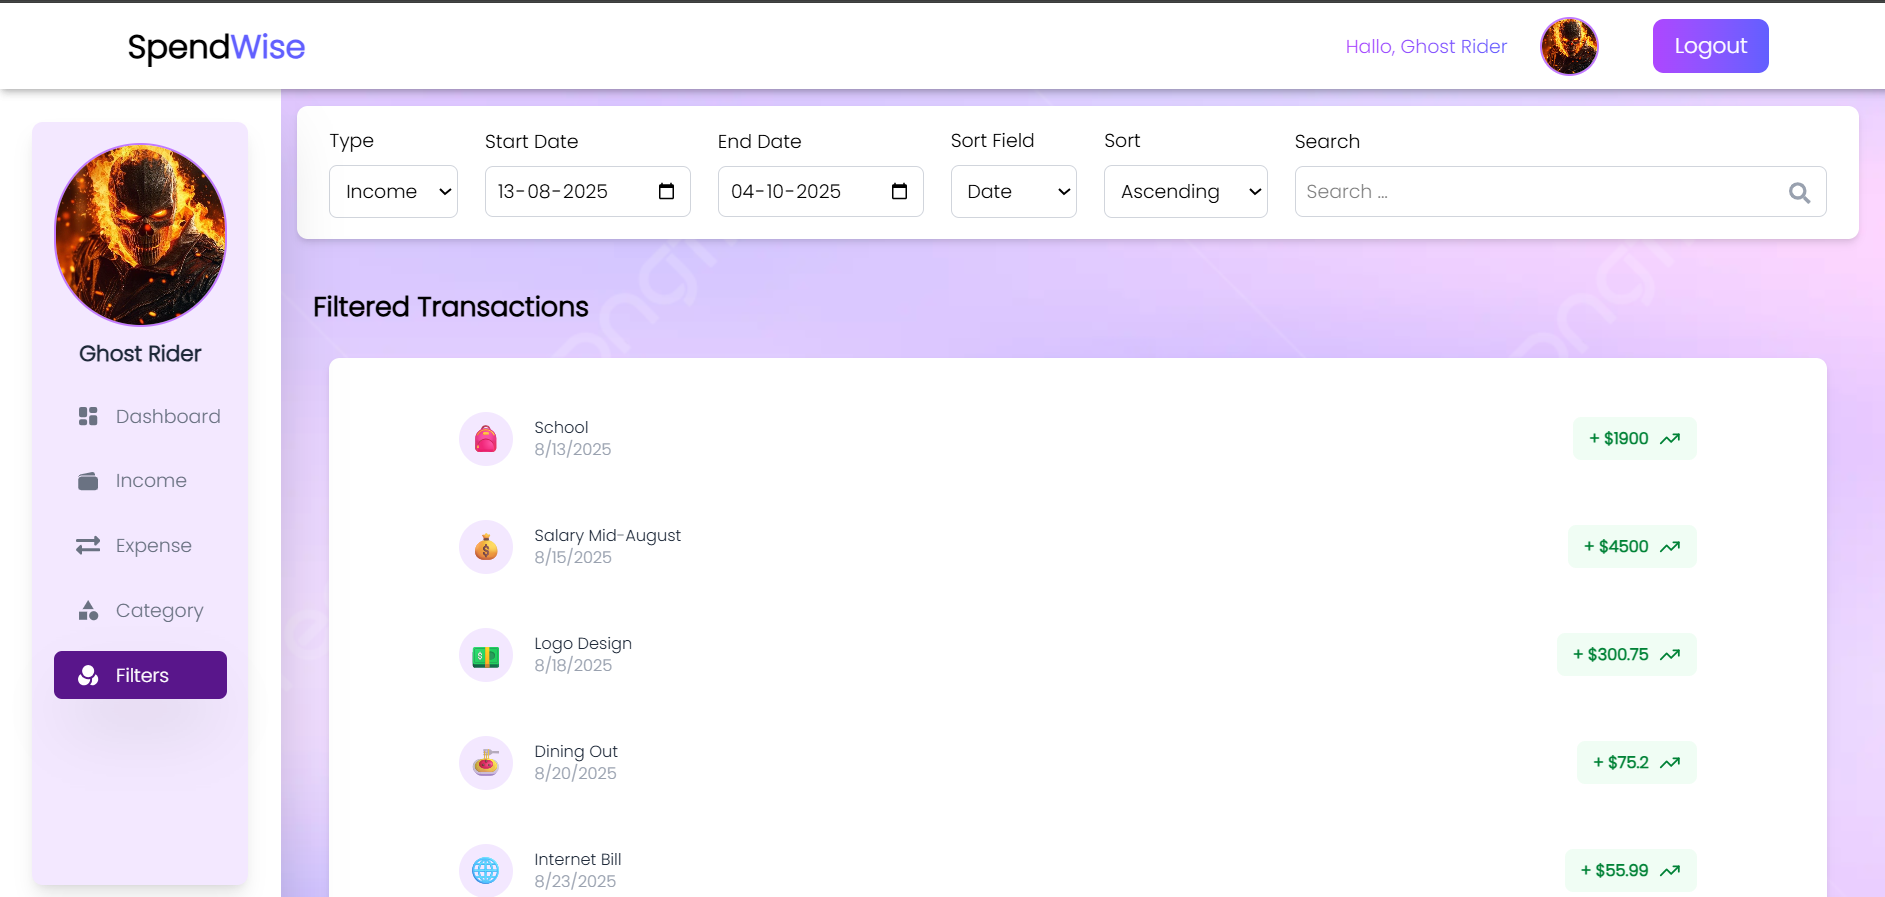 SpendWise
Hallo, Ghost Rider
Logout
Ghost Rider
Dashboard
Income
Expense
Category
Filters
Type
Income
Start Date
13-08-2025
End Date
04-10-2025
Sort Field
Date
Sort
Ascending
Search
Search ...
Filtered Transactions
School
8/13/2025
+ $1900
Salary Mid-August
8/15/2025
+ $4500
Logo Design
8/18/2025
+ $300.75
Dining Out
8/20/2025
+ $75.2
Internet Bill
8/23/2025
+ $55.99